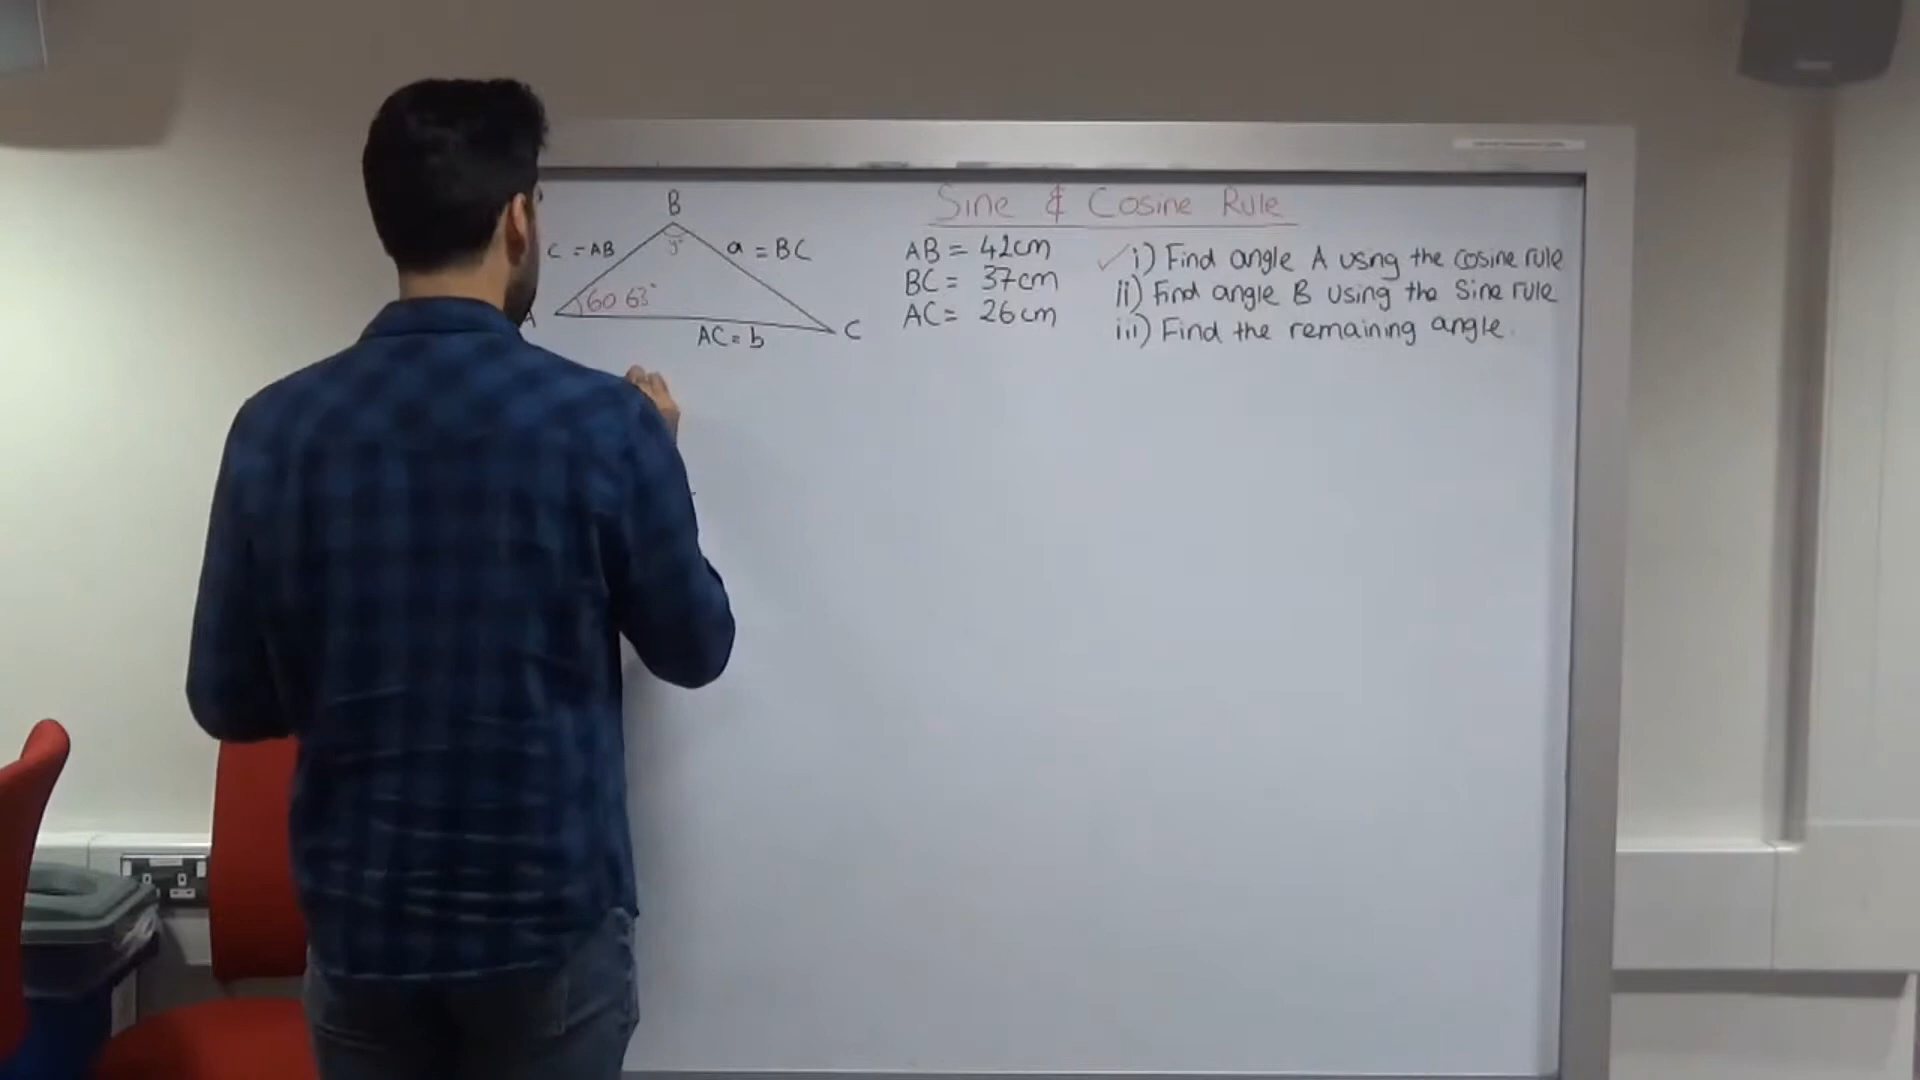 Sine & Cosine Rule
B
C = AB
y°
a = BC
60.63°
A
AC = b
C
AB = 42cm
BC = 37cm
AC = 26cm
✓i) Find angle A using the cosine rule
ii) Find angle B using the Sine rule
iii) Find the remaining angle.